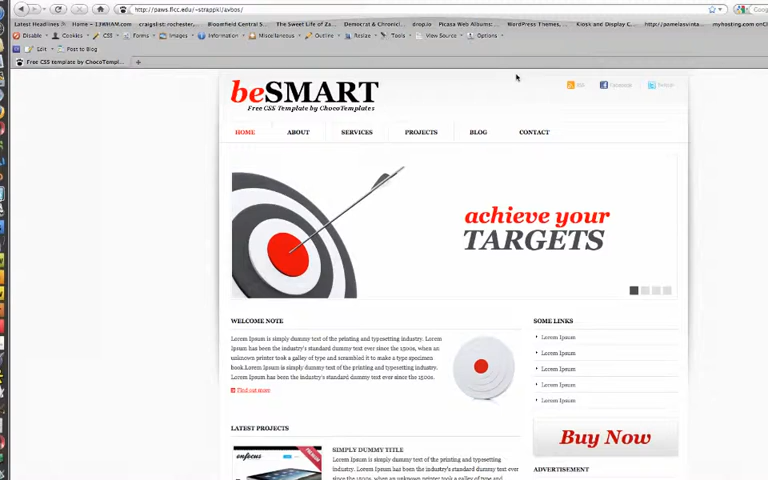 http://paws.flcc.edu/~strappiki/avbos/
Latest Headlines
craigslist: rochester,
Bloomfield Central S...
The Sweet Life of Za...
Democrat & Chronicl...
drop.io
Picasa Web Albums:...
WordPress Themes,...
Kiosk and Display C...
myhosting.com onC
Disable
Cookies
CSS
Forms
Images
Information
Miscellaneous
Outline
Resize
Tools
View Source
Options
Edit
Post to Blog
Free CSS template by ChocoTempl...
beSMART
Free CSS Template by ChocoTemplates
RSS
Facebook
Twitter
HOME
ABOUT
SERVICES
PROJECTS
BLOG
CONTACT
achieve your
TARGETS
WELCOME NOTE
Lorem Ipsum is simply dummy text of the printing and typesetting industry.
Lorem Ipsum has been the industry's standard dummy text ever since the 1500s, when an
unknown printer took a galley of type and scrambled it to make a type specimen
book.Lorem Ipsum is simply dummy text of the printing and typesetting industry.
Lorem Ipsum has been the industry's standard dummy text ever since the 1500s.
Find out more
SOME LINKS
Lorem Ipsum
Lorem Ipsum
Lorem Ipsum
Lorem Ipsum
Lorem Ipsum
Buy Now
ADVERTISEMENT
LATEST PROJECTS
onfocus
SIMPLY DUMMY TITLE
Lorem Ipsum is simply dummy text of the printing and typesetting
industry. Lorem Ipsum has been the industry's standard dummy